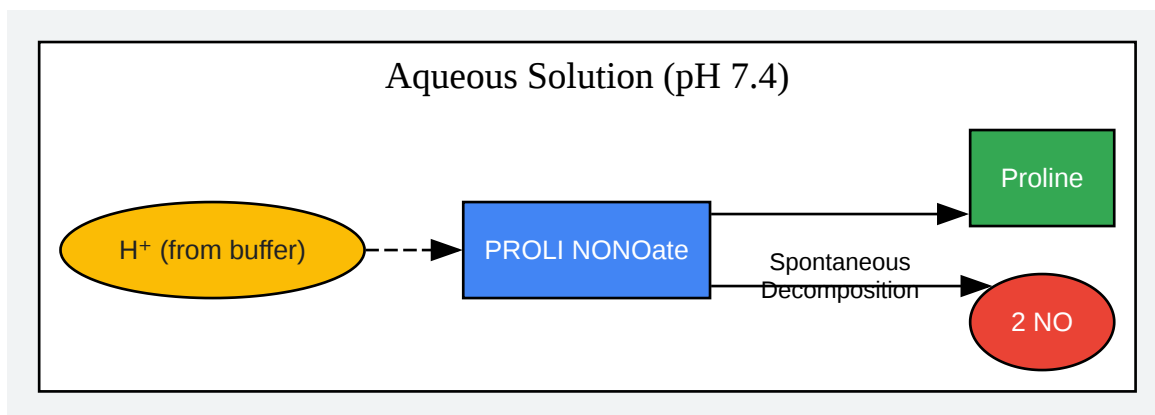 Aqueous Solution (pH 7.4)
Proline
H⁺ (from buffer)
PROLI NONOate
Spontaneous
Decomposition
2 NO